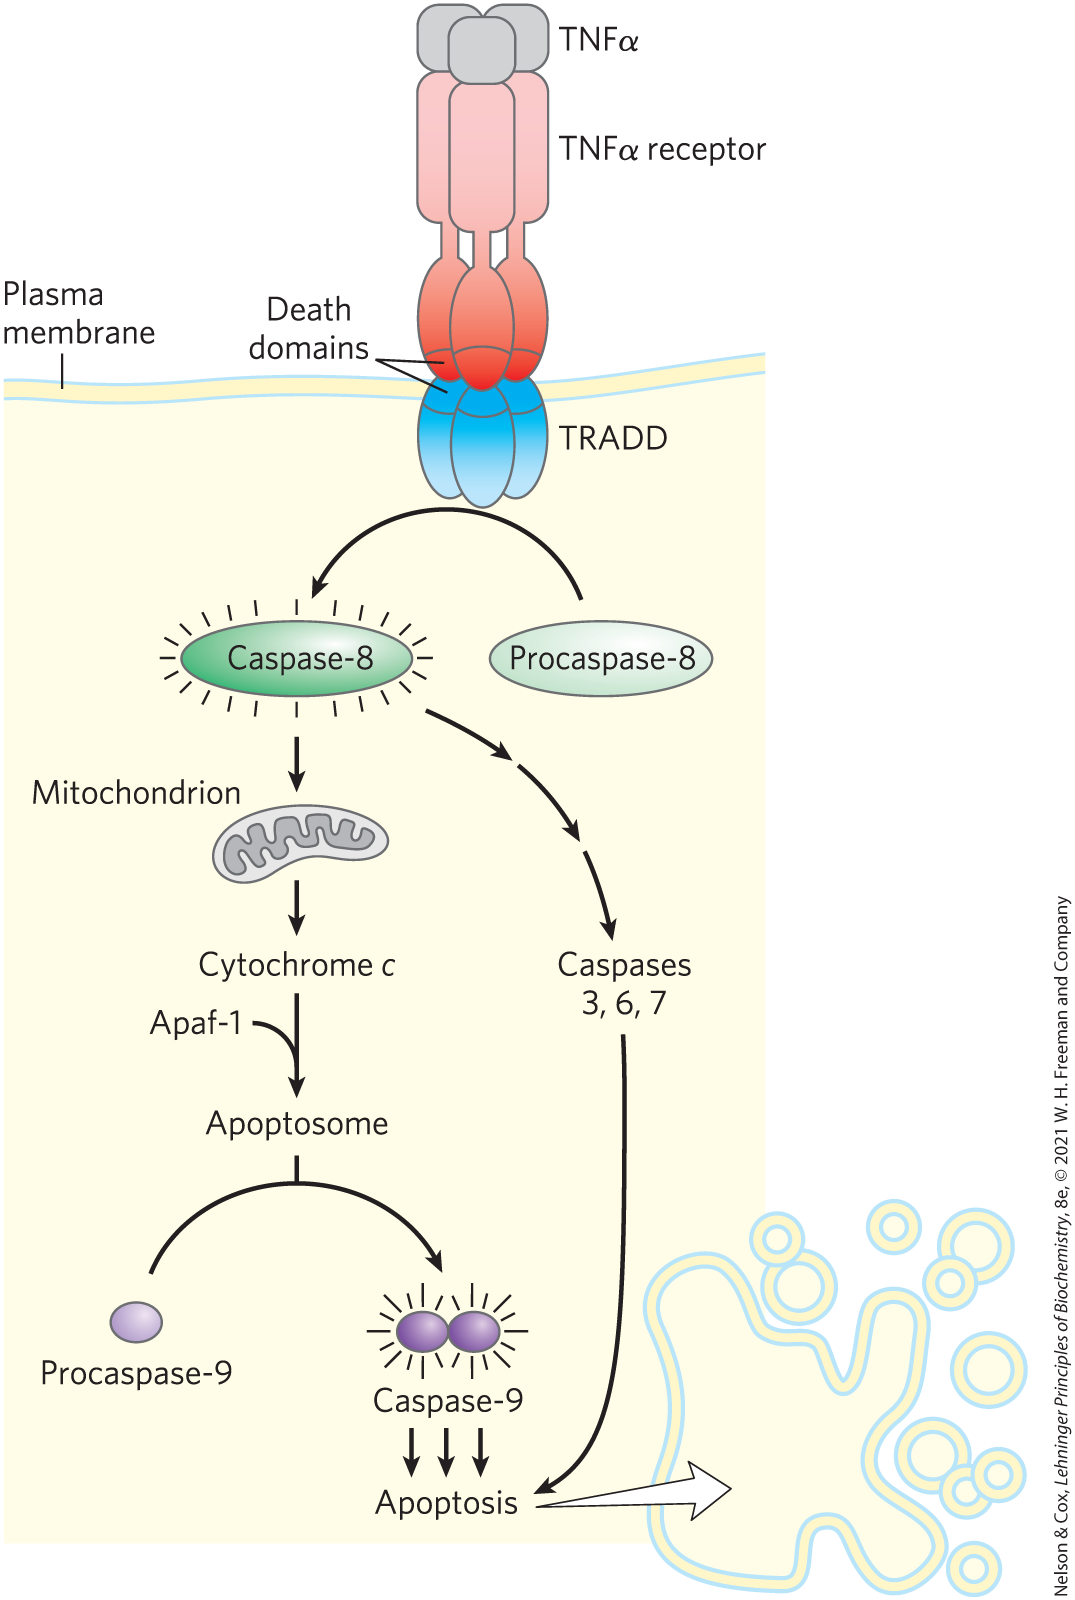 TNFα
TNFα receptor
Plasma
membrane
Death
domains
TRADD
Caspase-8
Procaspase-8
Mitochondrion
Cytochrome c
Caspases
3, 6, 7
Apaf-1
Apoptosome
Procaspase-9
Caspase-9
Apoptosis
Nelson & Cox, Lehninger Principles of Biochemistry, 8e, © 2021 W. H. Freeman and Company